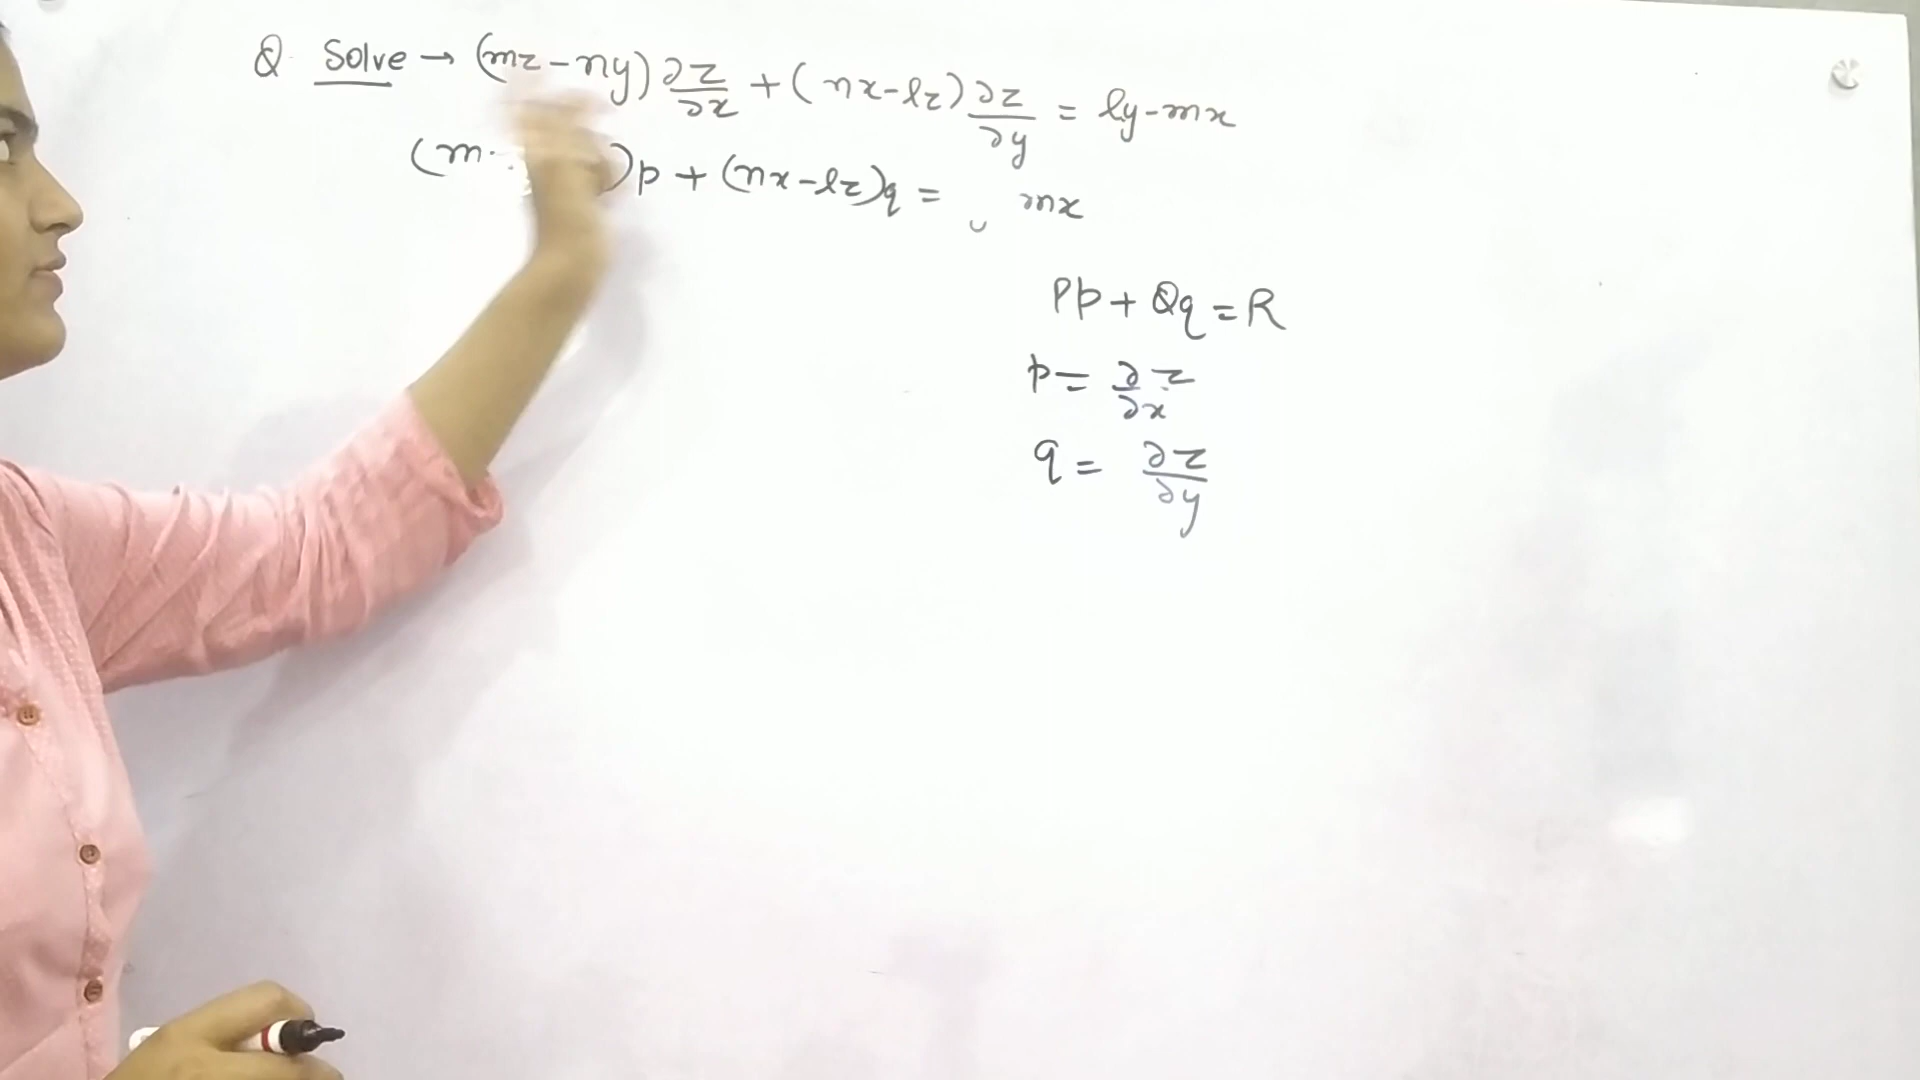 Q. Solve → (mz-ny) ∂z/∂x + (nx-lz) ∂z/∂y = ly-mx
(m )p + (nx-lz)q = mx
Pp + Qq = R
p = ∂z/∂x
q = ∂z/∂y